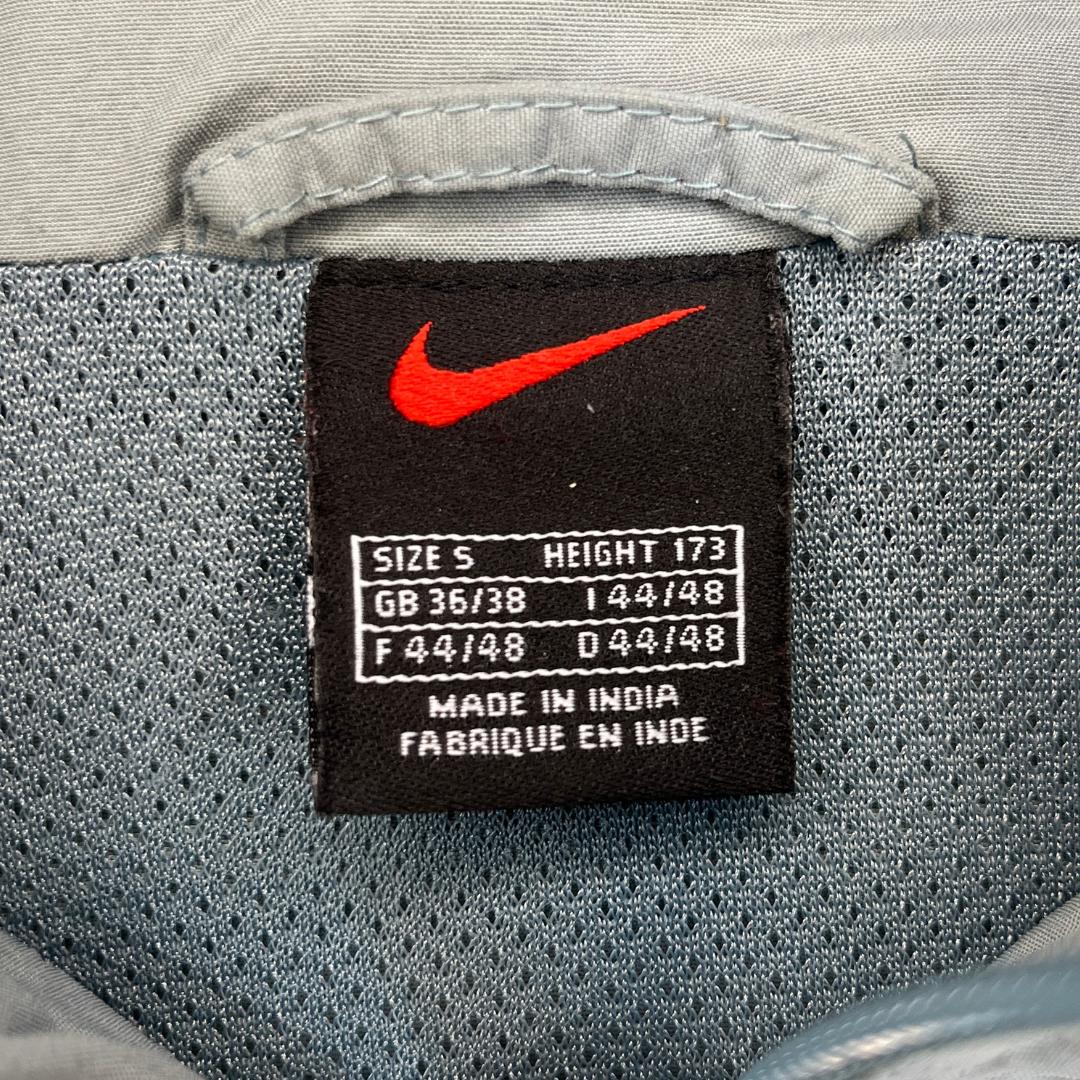 SIZE S HEIGHT 173
GB 36/38 I 44/48
F 44/48 D 44/48
MADE IN INDIA
FABRIQUE EN INDE